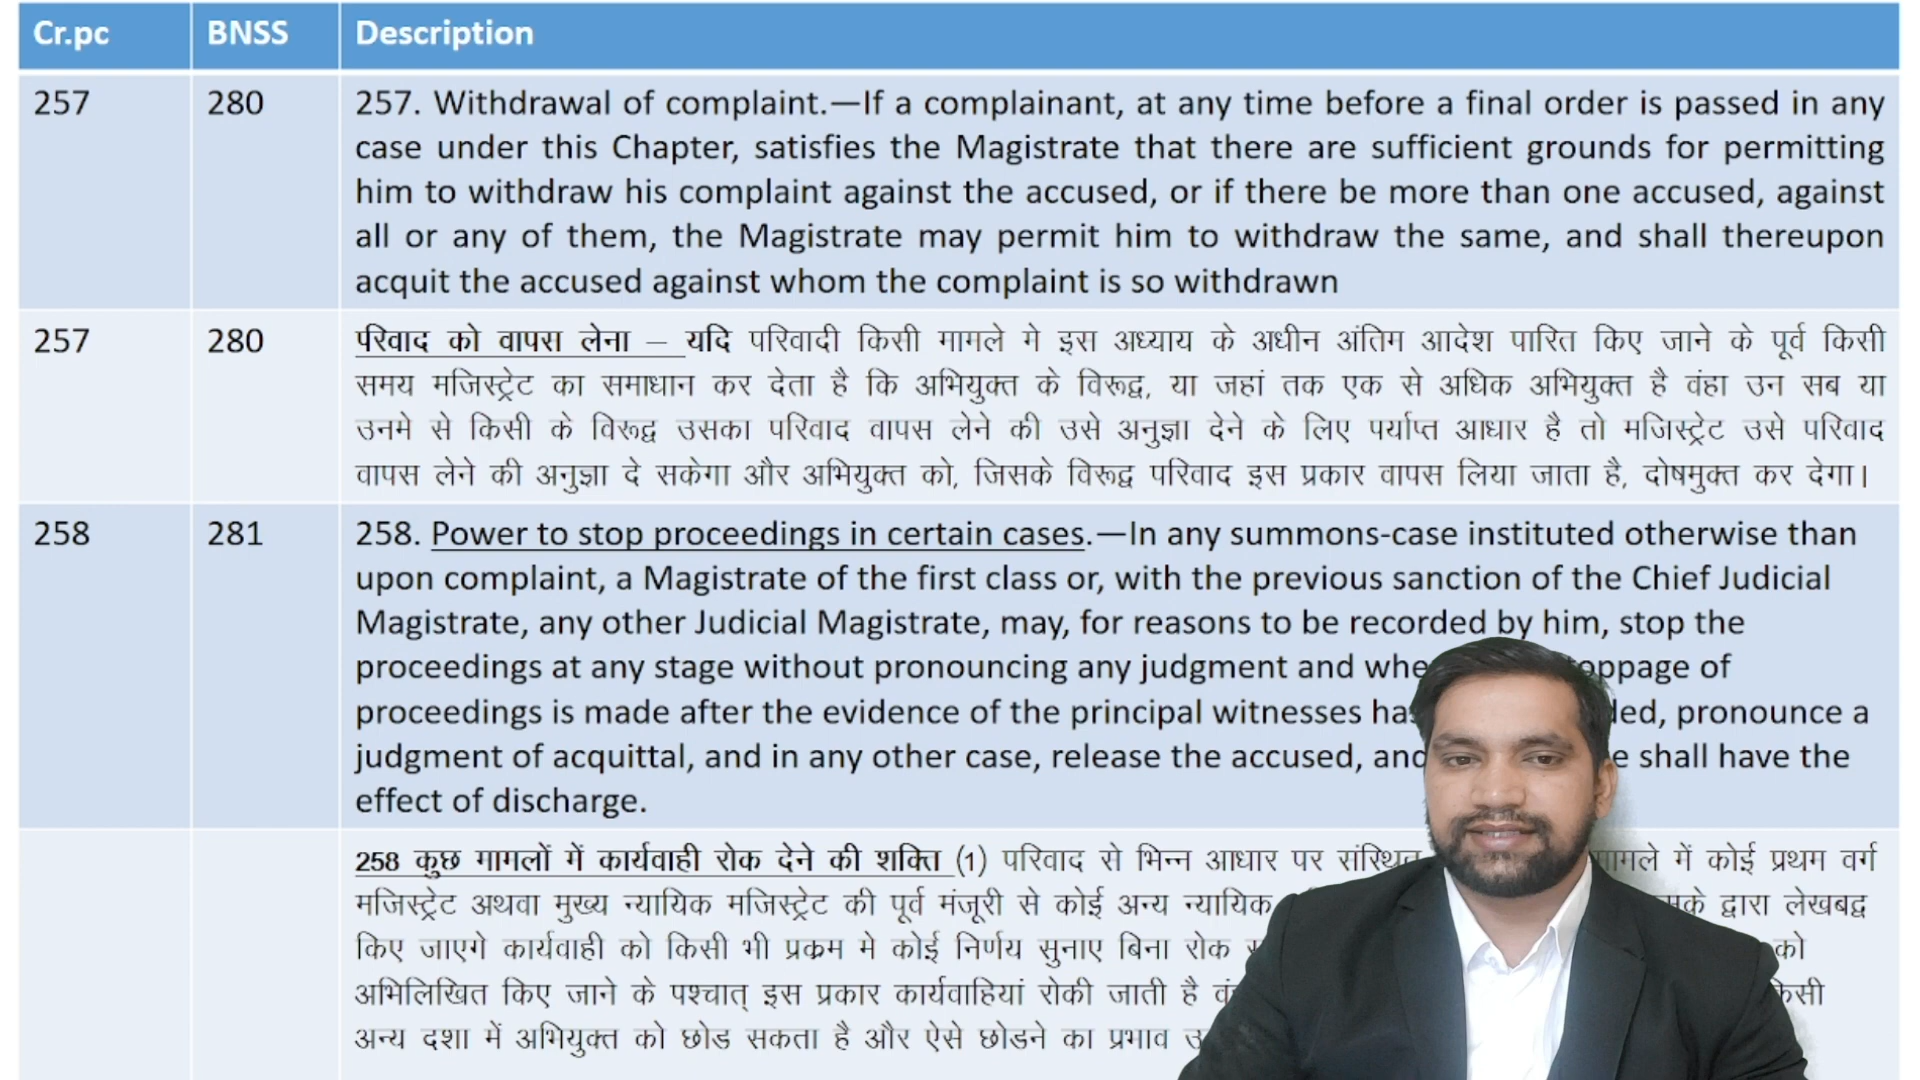 Cr.pc BNSS Description
257 280 257. Withdrawal of complaint.—If a complainant, at any time before a final order is passed in any
case under this Chapter, satisfies the Magistrate that there are sufficient grounds for permitting
him to withdraw his complaint against the accused, or if there be more than one accused, against
all or any of them, the Magistrate may permit him to withdraw the same, and shall thereupon
acquit the accused against whom the complaint is so withdrawn
257 280 परिवाद को वापस लेना – यदि परिवादी किसी मामले मे इस अध्याय के अधीन अंतिम आदेश पारित किए जाने के पूर्व किसी
समय मजिस्ट्रेट का समाधान कर देता है कि अभियुक्त के विरूद्व, या जहां तक एक से अधिक अभियुक्त है वंहा उन सब या
उनमे से किसी के विरूद्व उसका परिवाद वापस लेने की उसे अनुज्ञा देने के लिए पर्याप्त आधार है तो मजिस्ट्रेट उसे परिवाद
वापस लेने की अनुज्ञा दे सकेगा और अभियुक्त को, जिसके विरूद्व परिवाद इस प्रकार वापस लिया जाता है, दोषमुक्त कर देगा।
258 281 258. Power to stop proceedings in certain cases.—In any summons-case instituted otherwise than
upon complaint, a Magistrate of the first class or, with the previous sanction of the Chief Judicial
Magistrate, any other Judicial Magistrate, may, for reasons to be recorded by him, stop the
proceedings at any stage without pronouncing any judgment and of
proceedings is made after the evidence of the principal witnesses pronounce a
judgment of acquittal, and in any other case, release the accused, shall have the
effect of discharge.
258 कुछ मामलों में कार्यवाही रोक देने की शक्ति (1) परिवाद से भिन्न आधार पर में कोई प्रथम वर्ग
मजिस्ट्रेट अथवा मुख्य न्यायिक मजिस्ट्रेट की पूर्व मंजूरी से कोई अन्य न्यायिक द्वारा लेखबद्व
किए जाएगे कार्यवाही को किसी भी प्रक्रम मे कोई निर्णय सुनाए बिना रोक को
अभिलिखित किए जाने के पश्चात् इस प्रकार कार्यवाहियां रोकी जाती है
अन्य दशा में अभियुक्त को छोड सकता है और ऐसे छोडने का प्रभाव